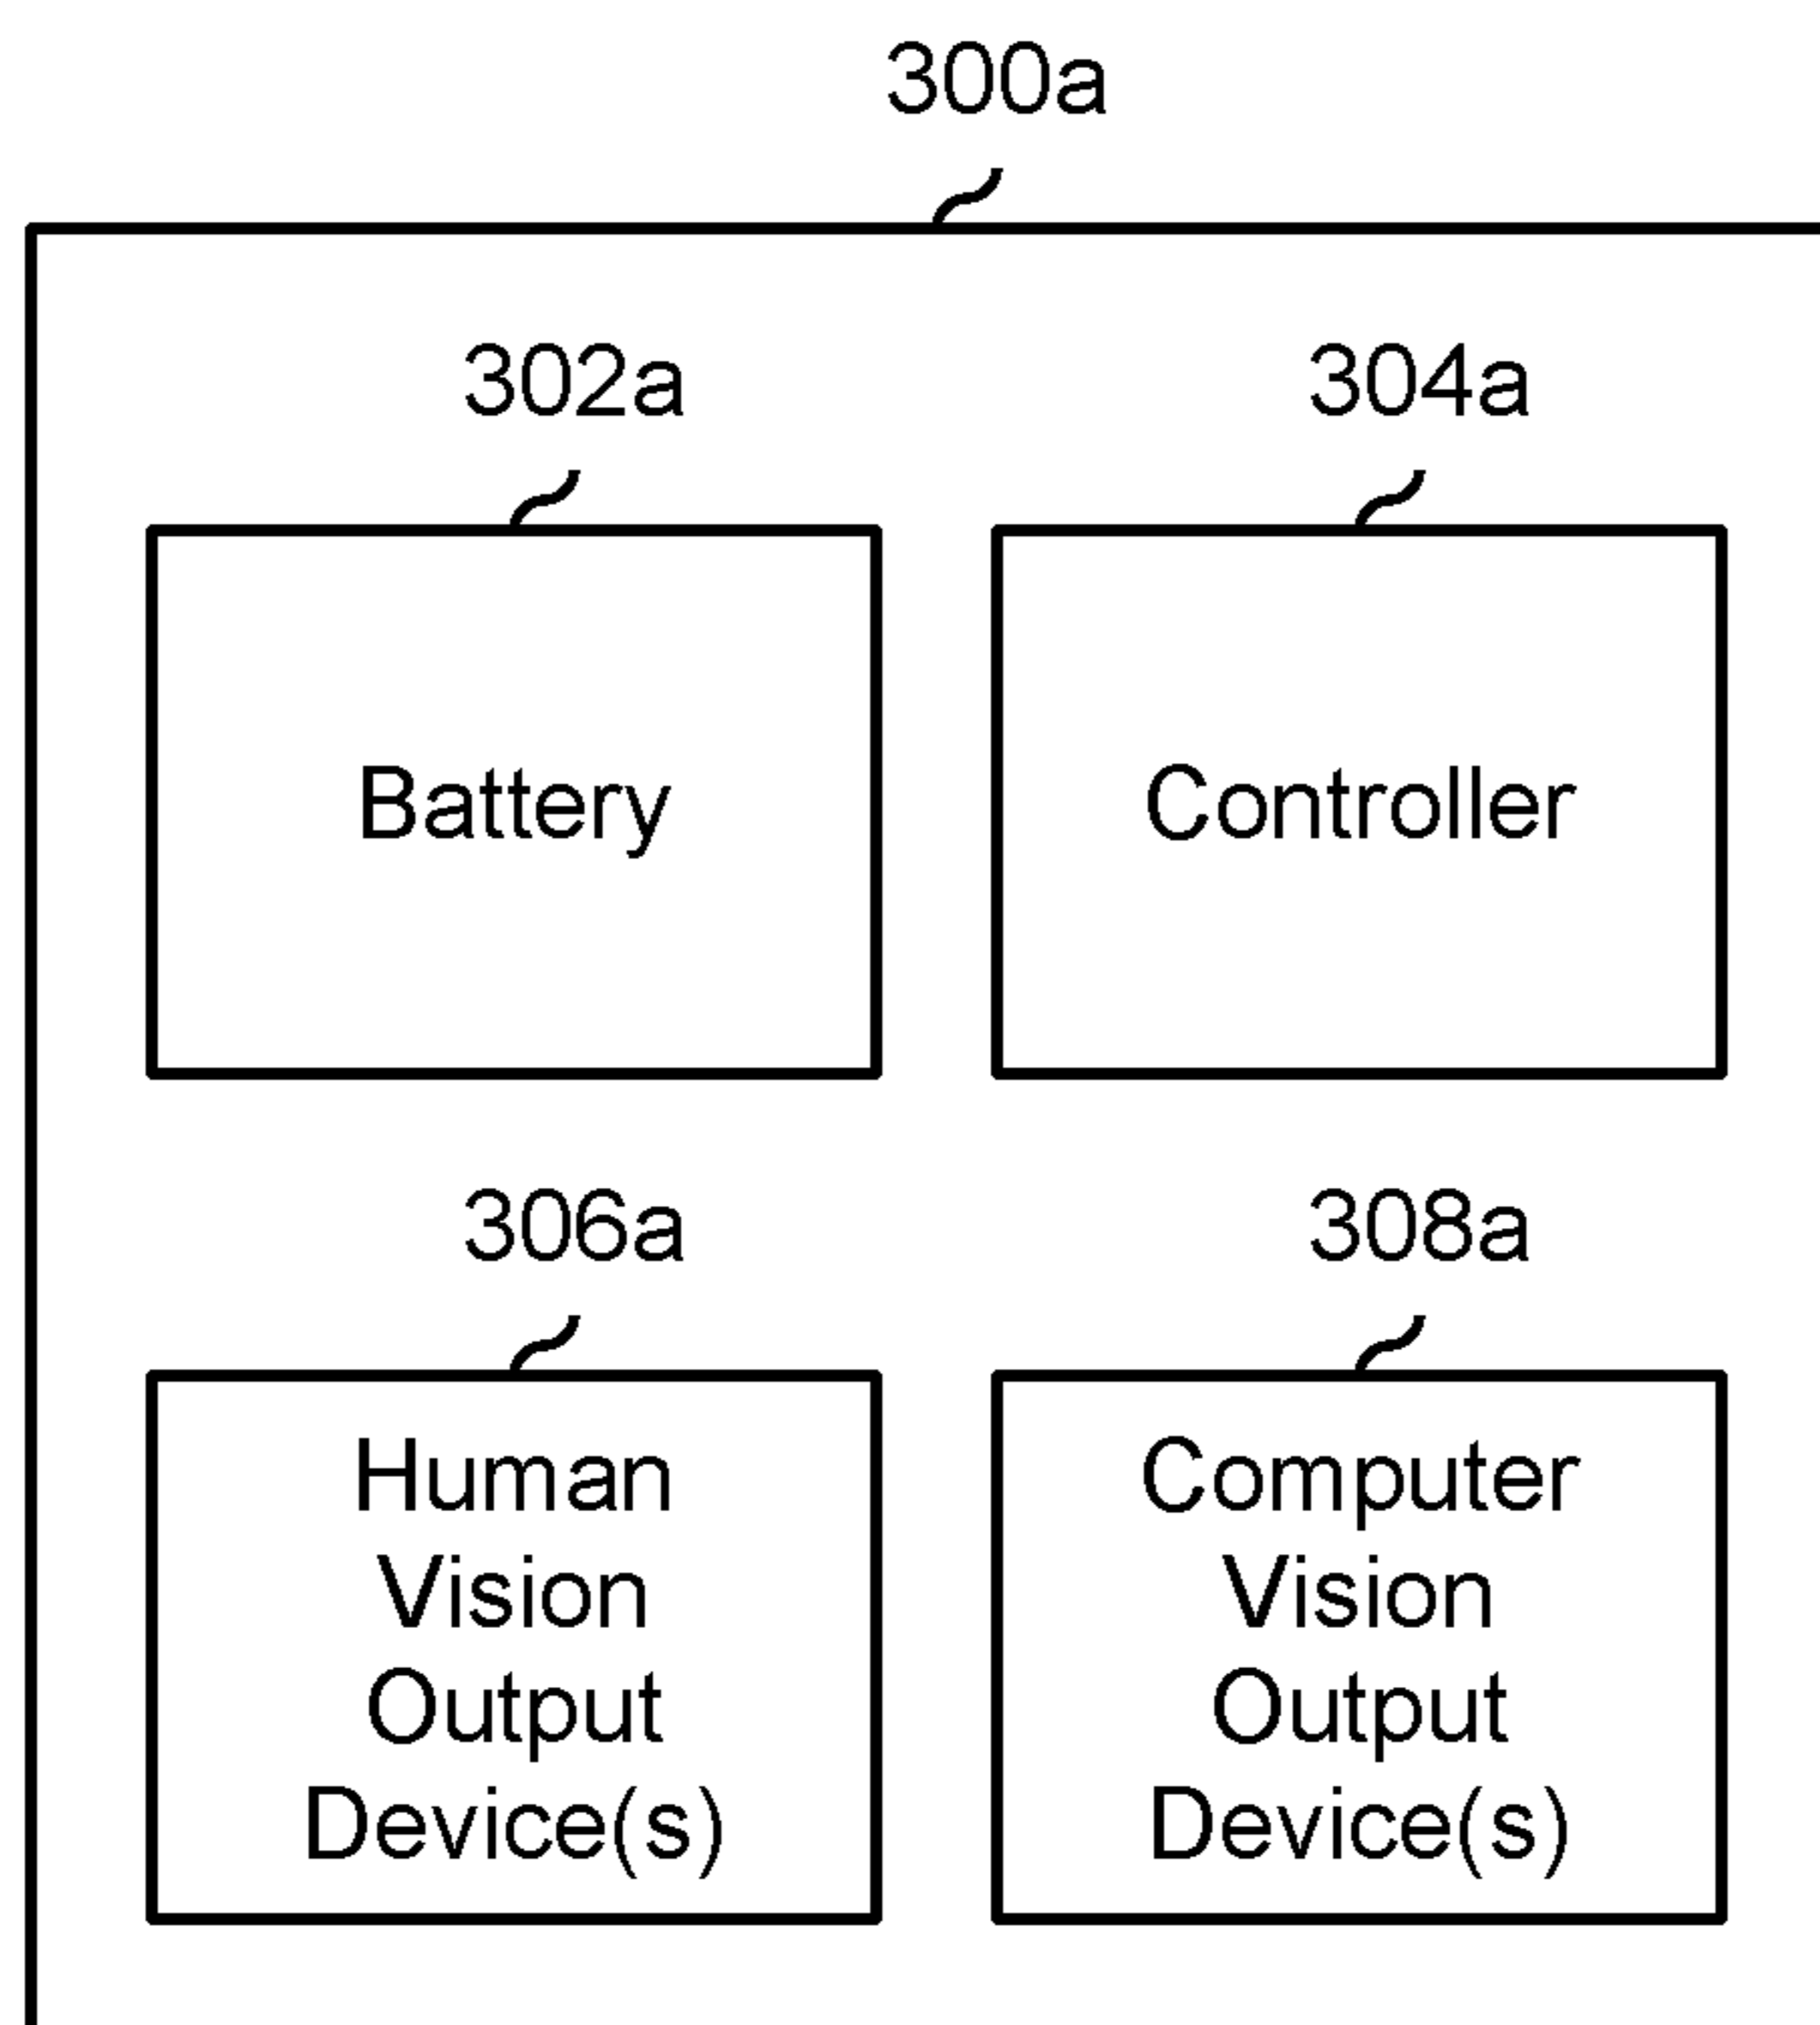 300a
302a
304a
Battery
Controller
306a
308a
Human
Vision
Output
Device(s)
Computer
Vision
Output
Device(s)